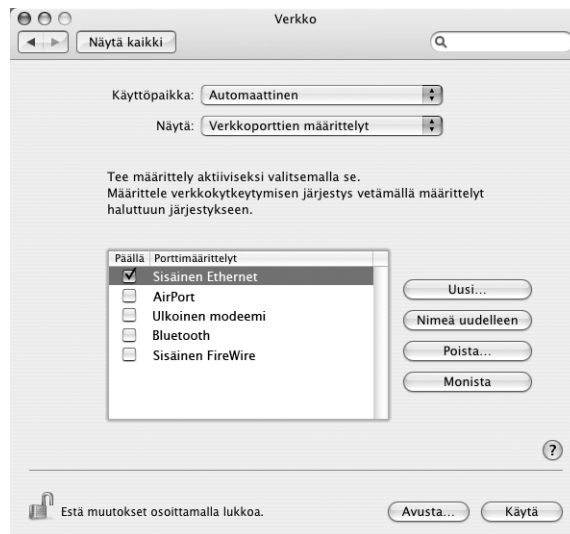 Verkko
Näytä kaikki
Käyttöpaikka: Automaattinen
Näytä: Verkkoporttien määrittelyt
Tee määrittely aktiiviseksi valitsemalla se.
Määrittele verkkokytkeytymisen järjestys vetämällä määrittelyt
haluttuun järjestykseen.
Päällä Porttimäärittelyt
Sisäinen Ethernet
AirPort
Ulkoinen modeemi
Bluetooth
Sisäinen FireWire
Uusi...
Nimeä uudelleen
Poista...
Monista
?
Estä muutokset osoittamalla lukkoa.
Avusta... Käytä